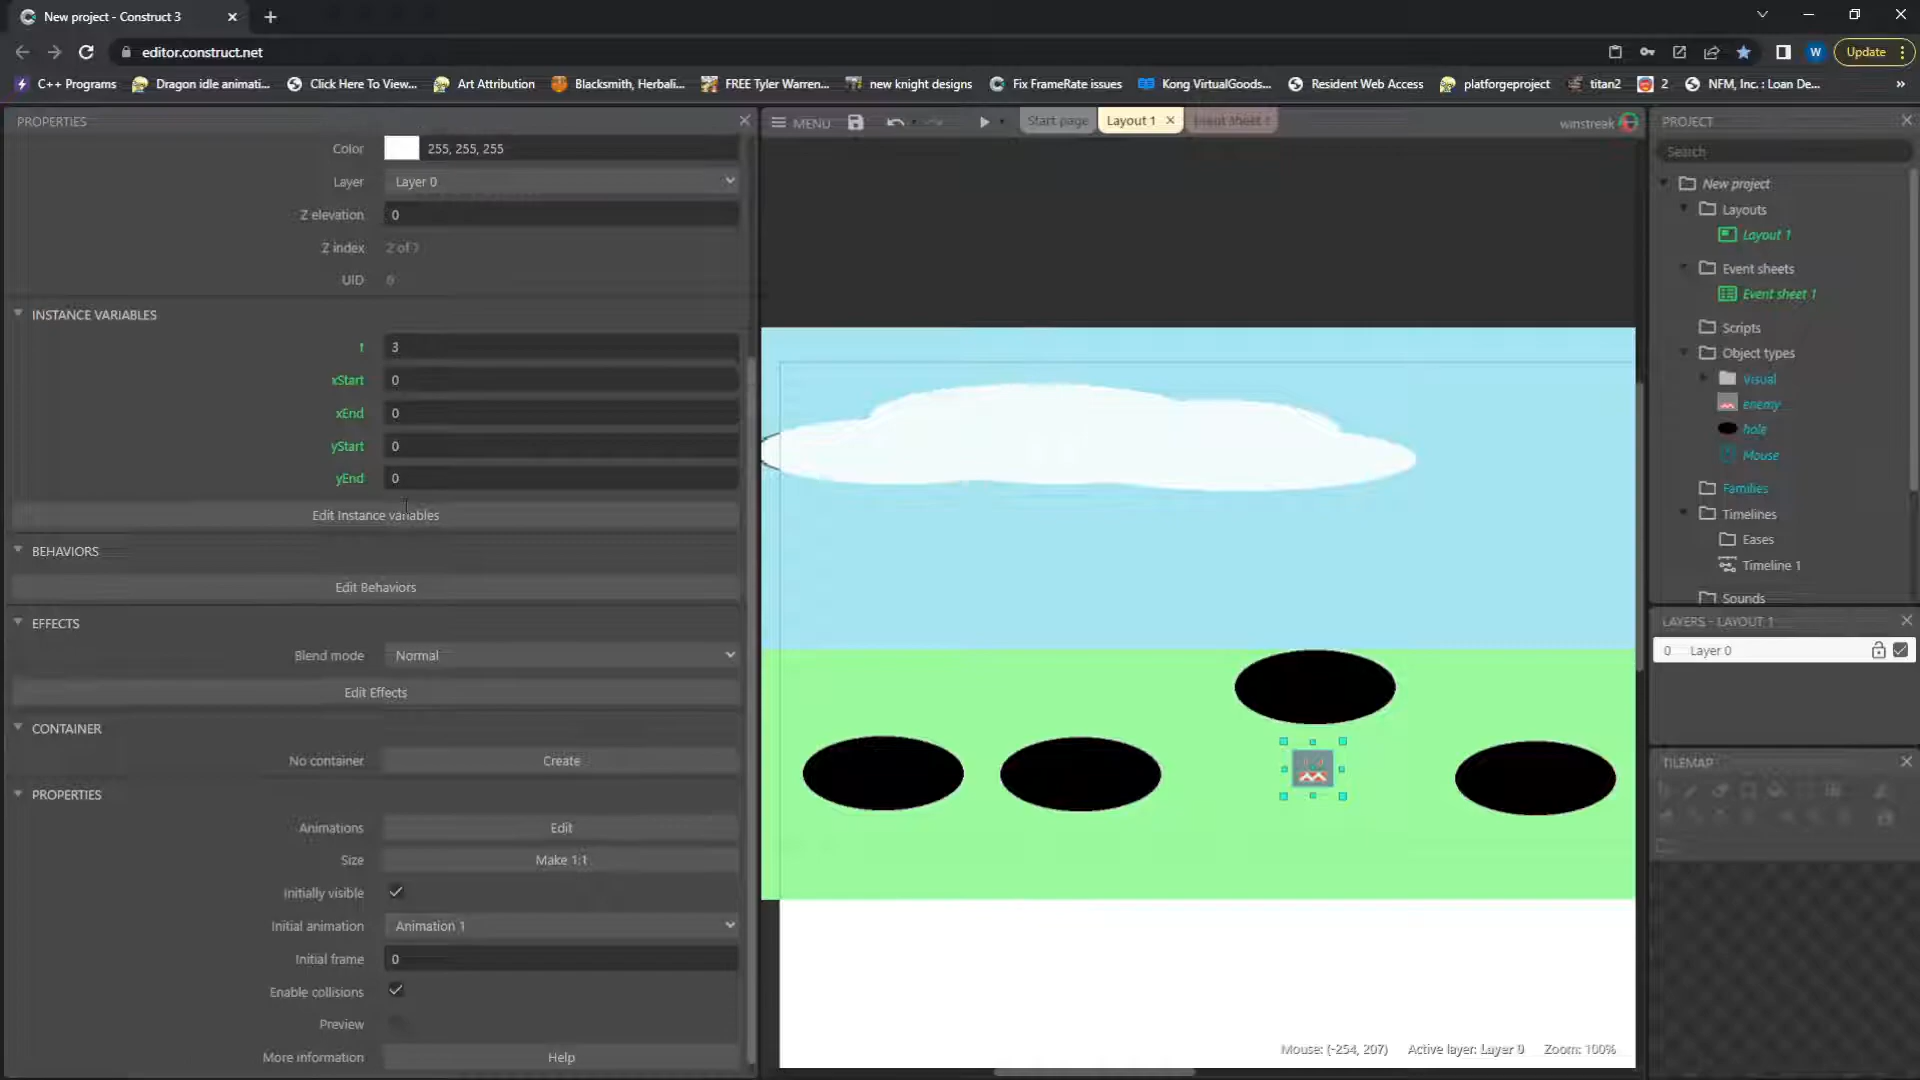 New project - Construct 3
editor.construct.net
Update
W
C++ Programs
Dragon idle animati...
Click Here To View...
Art Attribution
Blacksmith, Herbali...
FREE Tyler Warren...
new knight designs
Fix FrameRate issues
Kong VirtualGoods...
Resident Web Access
platforgeproject
titan2
2
NFM, Inc. : Loan De...
»
PROPERTIES
MENU
Start page
Layout 1
Event sheet 1
winstreak
PROJECT
Color 255, 255, 255
Layer Layer 0
Z elevation 0
Z index 2 of 7
UID 0
INSTANCE VARIABLES
t 3
xStart 0
xEnd 0
yStart 0
yEnd 0
Edit Instance variables
BEHAVIORS
Edit Behaviors
EFFECTS
Blend mode Normal
Edit Effects
CONTAINER
No container Create
PROPERTIES
Animations Edit
Size Make 1:1
Initially visible
Initial animation Animation 1
Initial frame 0
Enable collisions
Preview
More information Help
Mouse: (-254, 207) Active layer: Layer 0 Zoom: 100%
Search
New project
Layouts
Layout 1
Event sheets
Event sheet 1
Scripts
Object types
Visual
enemy
hole
Mouse
Families
Timelines
Eases
Timeline 1
Sounds
LAYERS - LAYOUT 1
0 Layer 0
TILEMAP